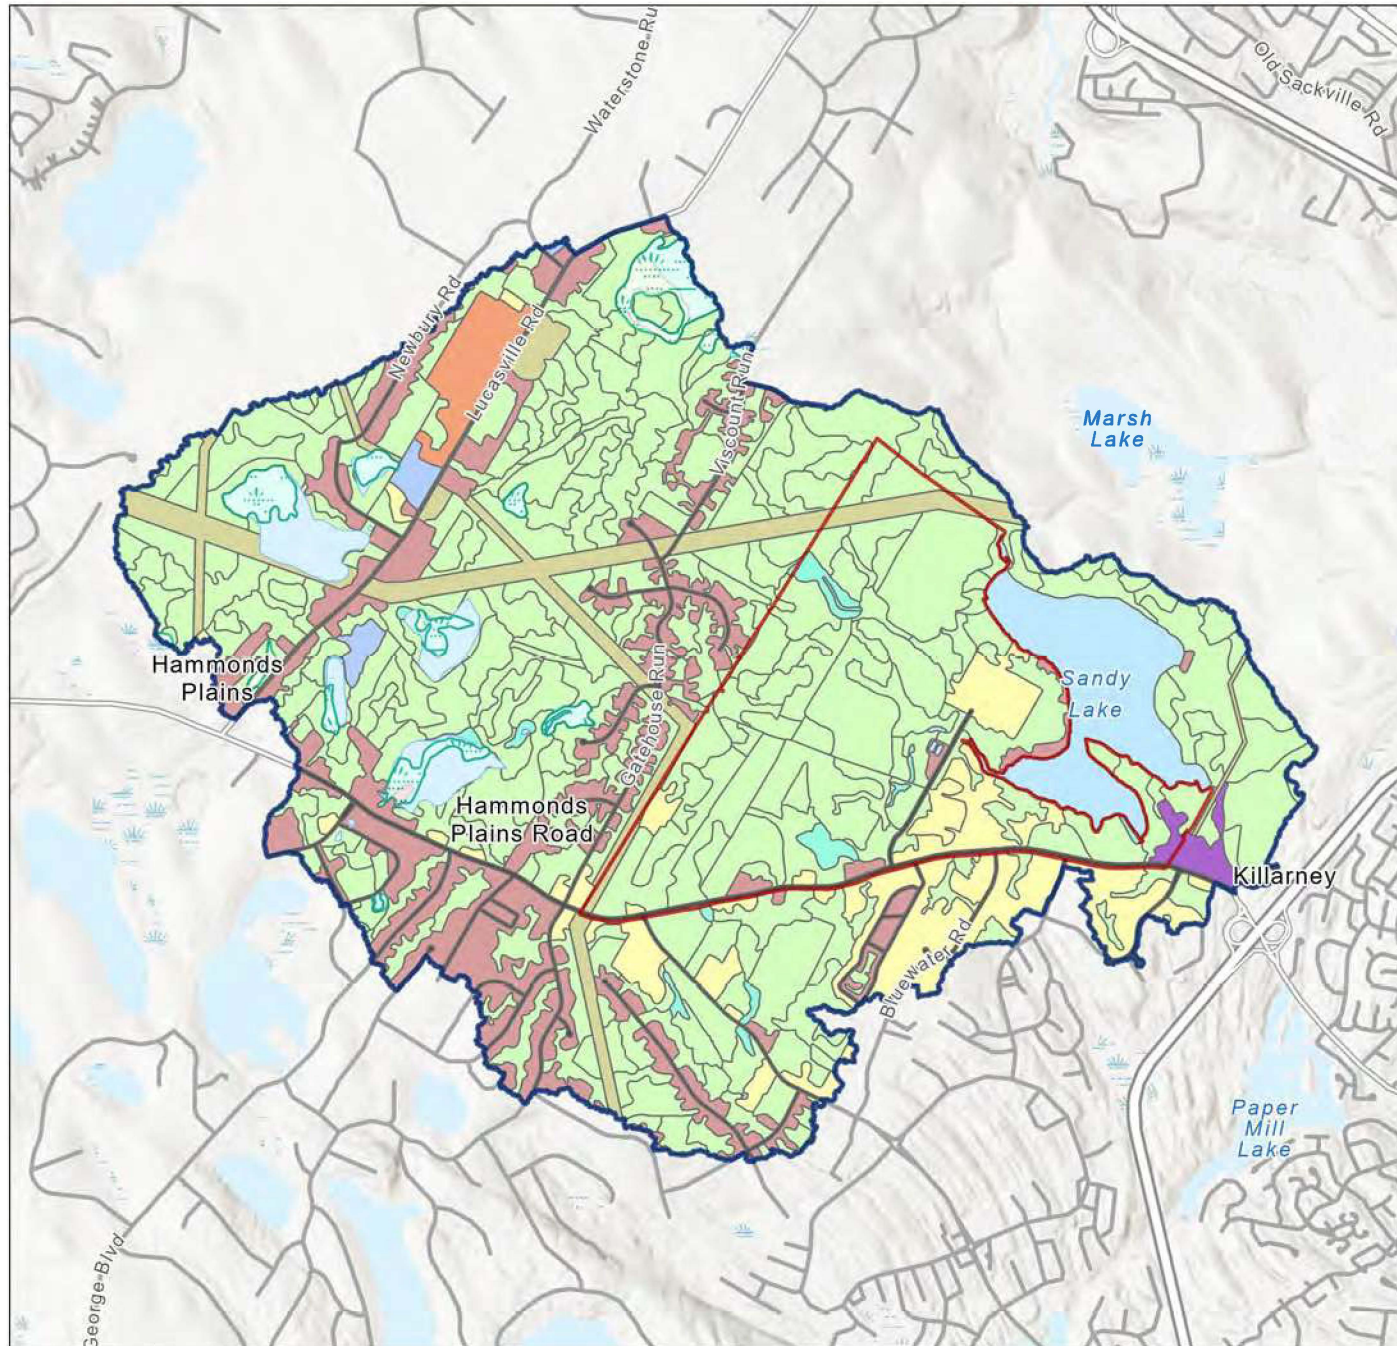 Waterstone Ru
Old Sackville Rd
Newbury Rd
Lucasville Rd
Viscount Run
Marsh
Lake
Hammonds
Plains
Sandy
Lake
Gatehouse Run
Hammonds
Plains Road
Killarney
Bluewater Rd
Paper
Mill
Lake
George Blvd